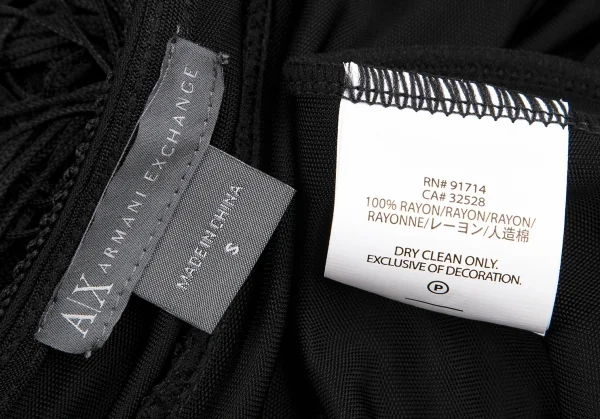 A|X ARMANI EXCHANGE
MADE IN CHINA
S
RN# 91714
CA# 32528
100% RAYON/RAYON/RAYON/
RAYONNE/レーヨン/人造棉
DRY CLEAN ONLY.
EXCLUSIVE OF DECORATION.
P